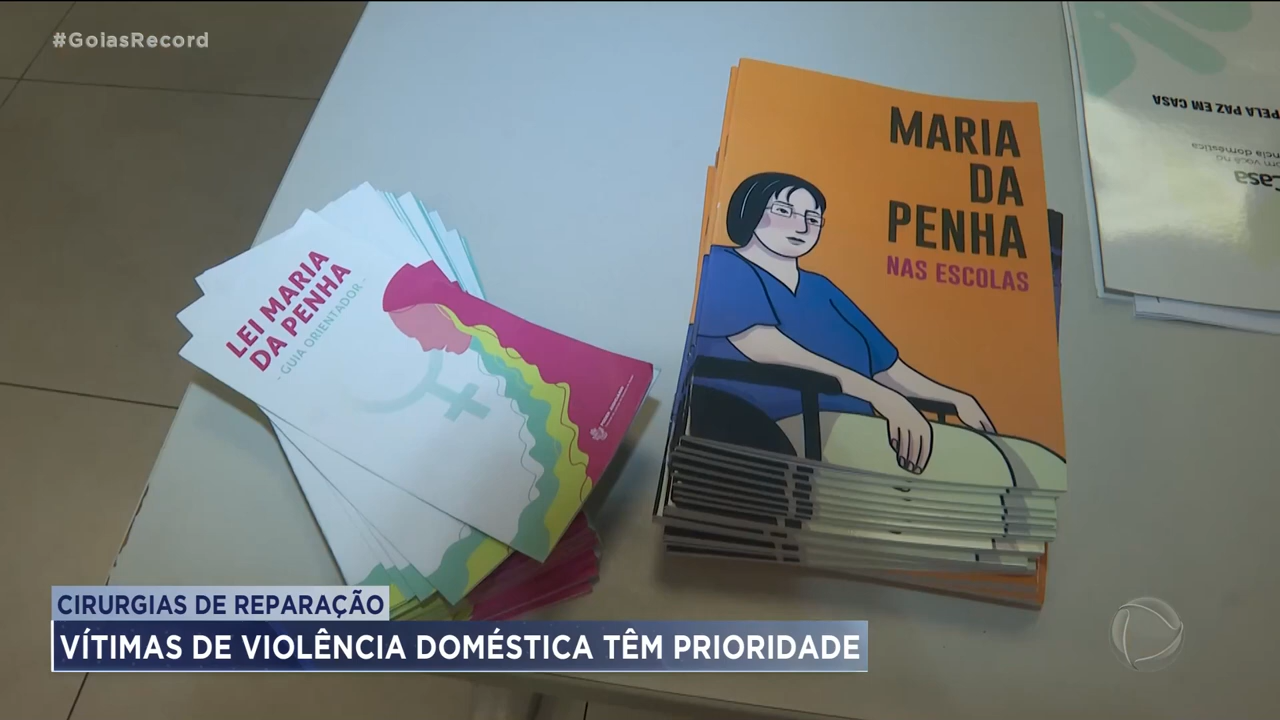 #GoiasRecord
MARIA
DA
PENHA
NAS ESCOLAS
PELA PAZ EM CASA
LEI MARIA
DA PENHA
- GUIA ORIENTADOR -
CIRURGIAS DE REPARAÇÃO
VÍTIMAS DE VIOLÊNCIA DOMÉSTICA TÊM PRIORIDADE